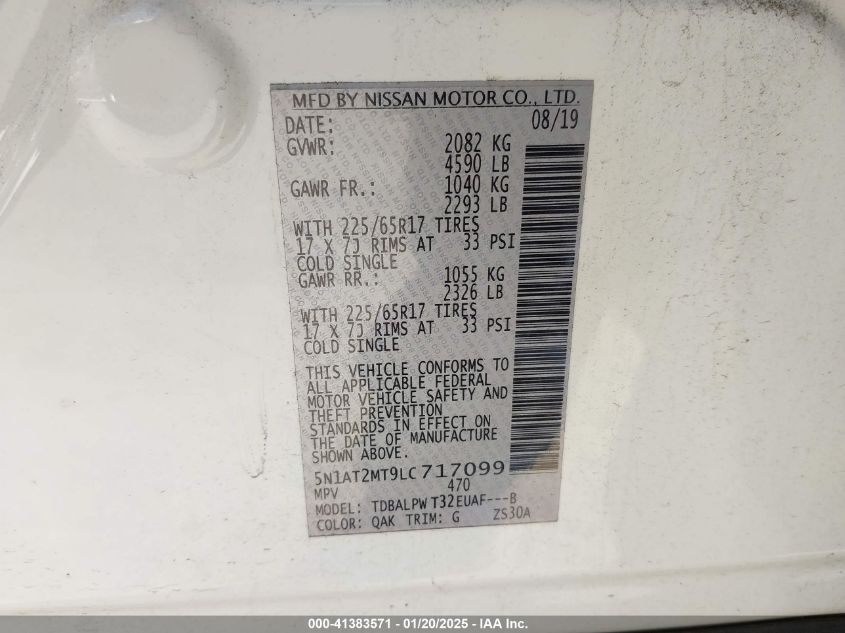 MFD BY NISSAN MOTOR CO., LTD.
DATE: 08/19
GVWR: 2082 KG
4590 LB
GAWR FR.: 1040 KG
2293 LB
WITH 225/65R17 TIRES
17 X 7J RIMS AT 33 PSI
COLD SINGLE
GAWR RR.: 1055 KG
2326 LB
WITH 225/65R17 TIRES
17 X 7J RIMS AT 33 PSI
COLD SINGLE
THIS VEHICLE CONFORMS TO
ALL APPLICABLE FEDERAL
MOTOR VEHICLE SAFETY AND
THEFT PREVENTION
STANDARDS IN EFFECT ON
THE DATE OF MANUFACTURE
SHOWN ABOVE.
5N1AT2MT9LC717099
MPV 470
MODEL: TDBALPW T32EUAF---B
COLOR: QAK TRIM: G ZS30A
000-41383571 / 01/20/2025 - IAA Inc.